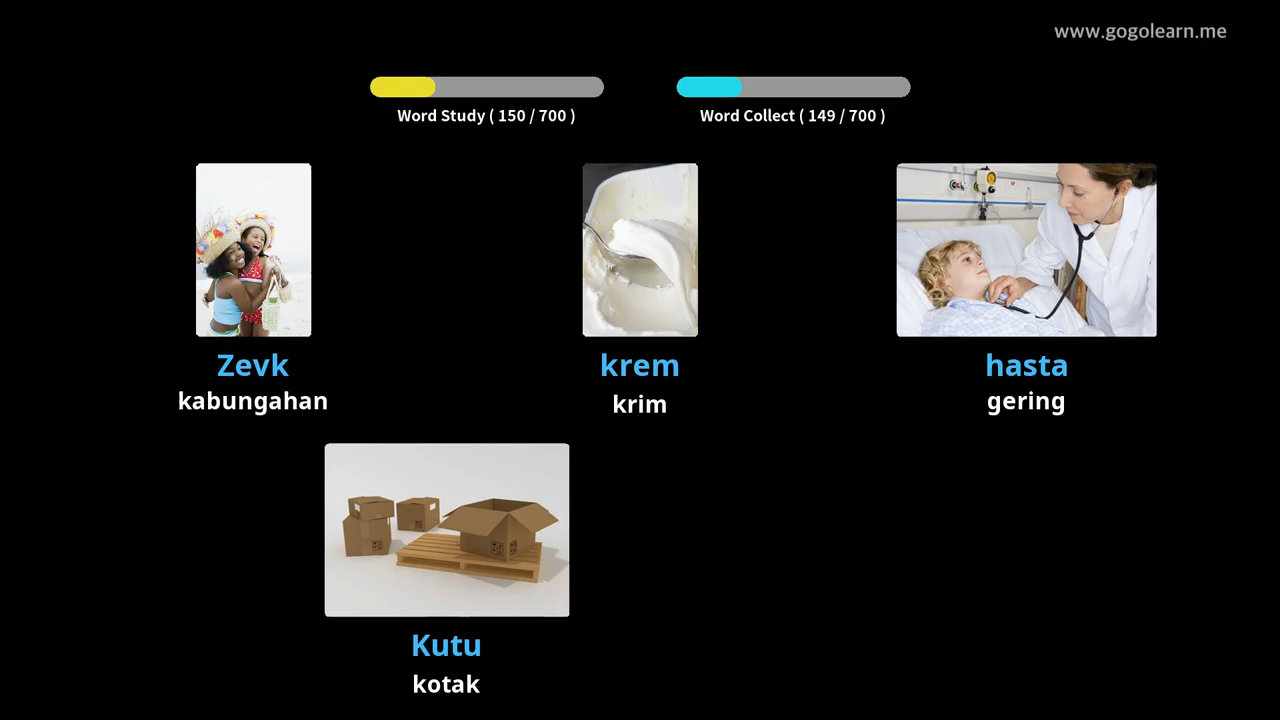 www.gogolearn.me
Word Study ( 150 / 700 )
Word Collect ( 149 / 700 )
Zevk
kabungahan
krem
krim
hasta
gering
Kutu
kotak